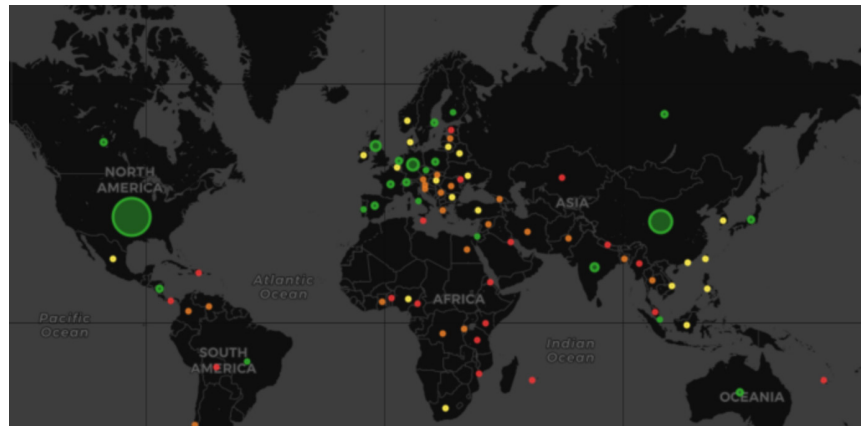 NORTH
AMERICA
ASIA
Atlantic
Ocean
AFRICA
Pacific
Ocean
Indian
Ocean
SOUTH
AMERICA
OCEANIA